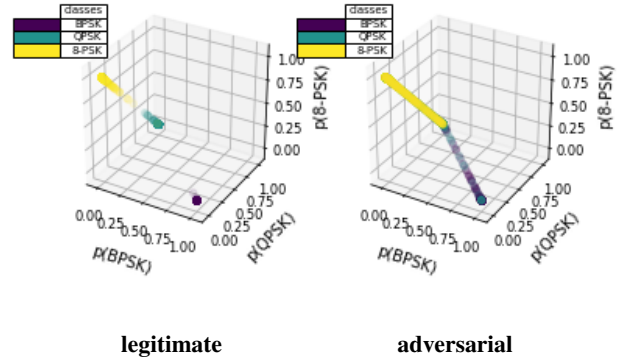 classes
BPSK
QPSK
8-PSK
1.00
0.75
0.50
0.25
0.00
p(8-PSK)
0.00
0.25
0.50
0.75
1.00
p(BPSK)
0.00
0.25
0.50
0.75
1.00
p(QPSK)
classes
BPSK
QPSK
8-PSK
1.00
0.75
0.50
0.25
0.00
p(8-PSK)
0.00
0.25
0.50
0.75
1.00
p(BPSK)
0.00
0.25
0.50
0.75
1.00
p(QPSK)
legitimate
adversarial